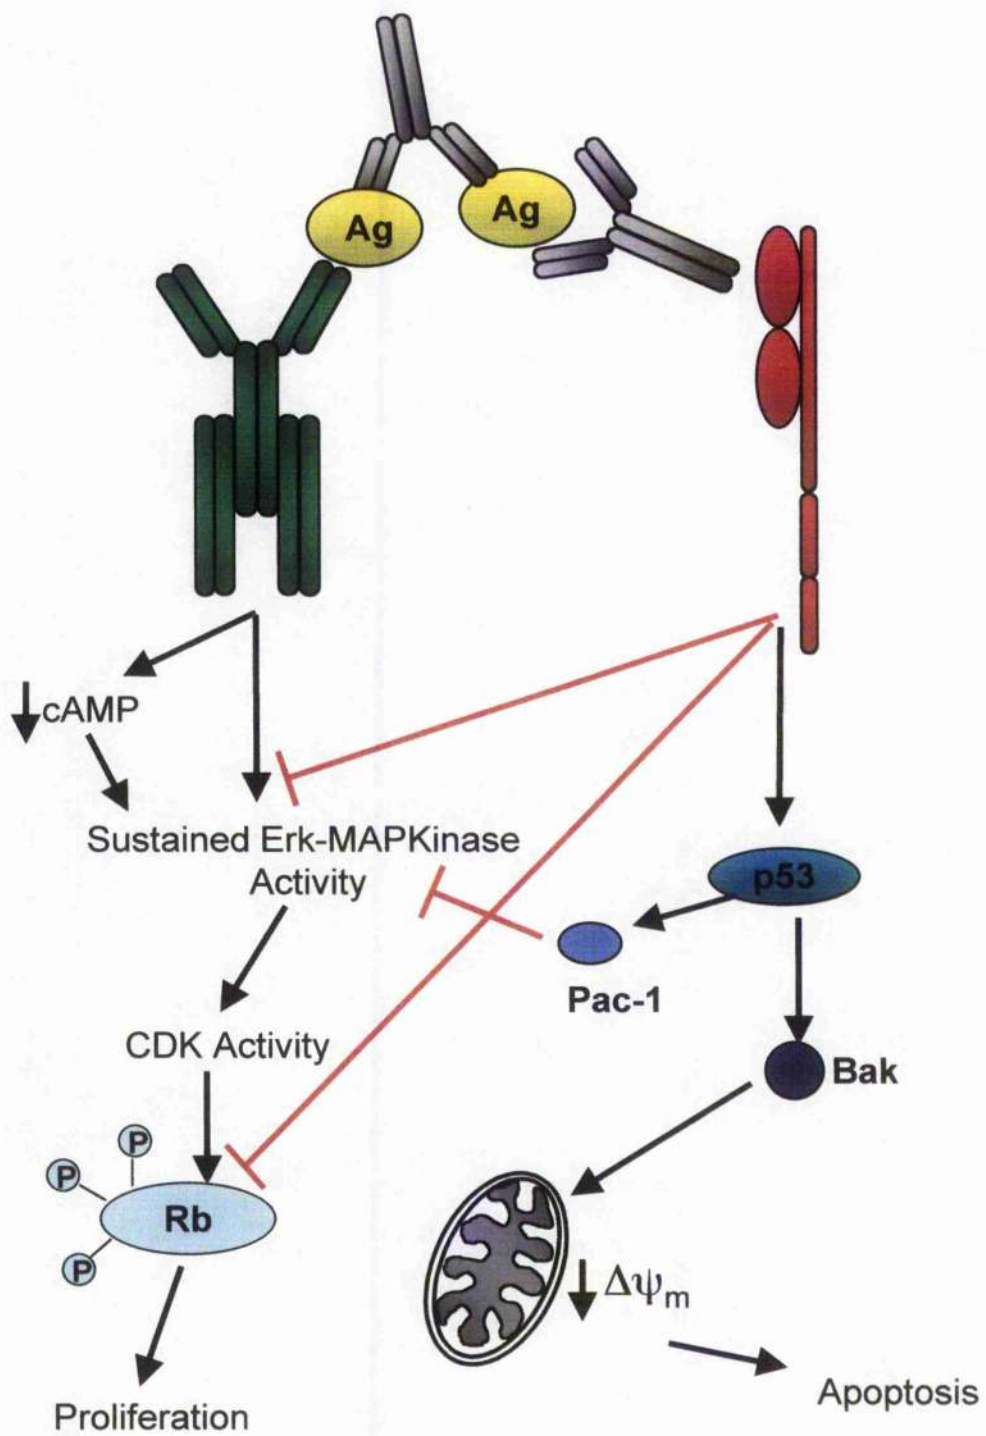 Ag
Ag
cAMP
Sustained Erk-MAPKinase
Activity
p53
Pac-1
CDK Activity
Bak
P
P
Rb
P
Δψm
Apoptosis
Proliferation